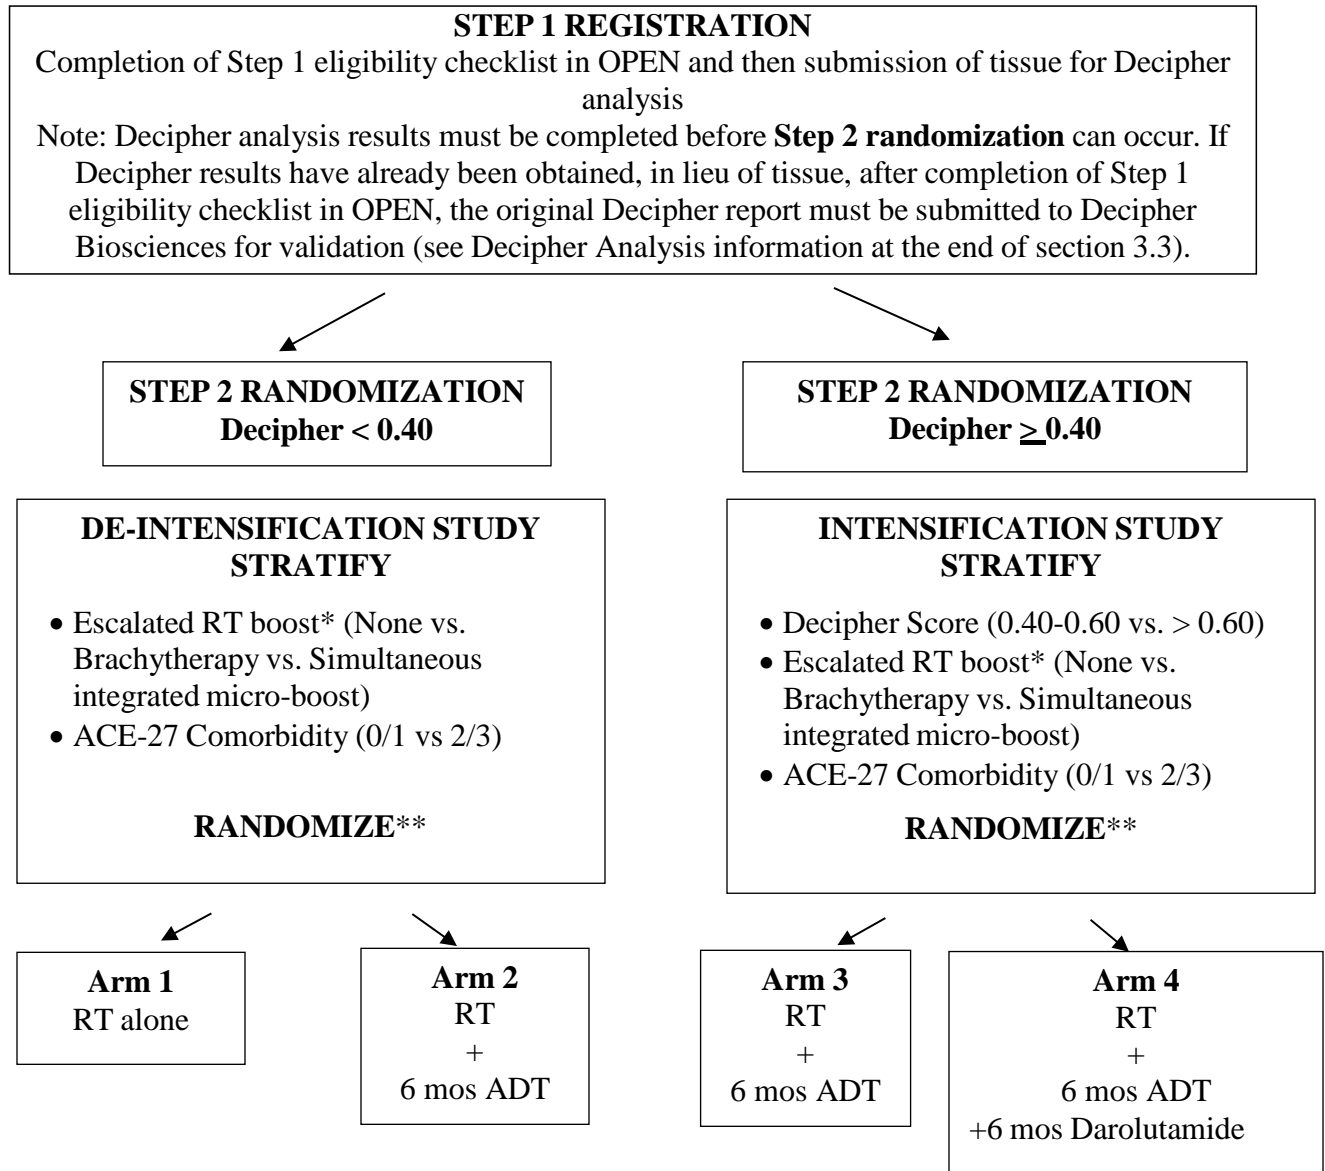 STEP 1 REGISTRATION
Completion of Step 1 eligibility checklist in OPEN and then submission of tissue for Decipher
analysis
Note: Decipher analysis results must be completed before Step 2 randomization can occur. If
Decipher results have already been obtained, in lieu of tissue, after completion of Step 1
eligibility checklist in OPEN, the original Decipher report must be submitted to Decipher
Biosciences for validation (see Decipher Analysis information at the end of section 3.3).
STEP 2 RANDOMIZATION
Decipher < 0.40
STEP 2 RANDOMIZATION
Decipher ≥ 0.40
DE-INTENSIFICATION STUDY
STRATIFY
• Escalated RT boost* (None vs.
Brachytherapy vs. Simultaneous
integrated micro-boost)
• ACE-27 Comorbidity (0/1 vs 2/3)
RANDOMIZE**
INTENSIFICATION STUDY
STRATIFY
• Decipher Score (0.40-0.60 vs. > 0.60)
• Escalated RT boost* (None vs.
Brachytherapy vs. Simultaneous
integrated micro-boost)
• ACE-27 Comorbidity (0/1 vs 2/3)
RANDOMIZE**
Arm 1
RT alone
Arm 2
RT
+
6 mos ADT
Arm 3
RT
+
6 mos ADT
Arm 4
RT
+
6 mos ADT
+6 mos Darolutamide